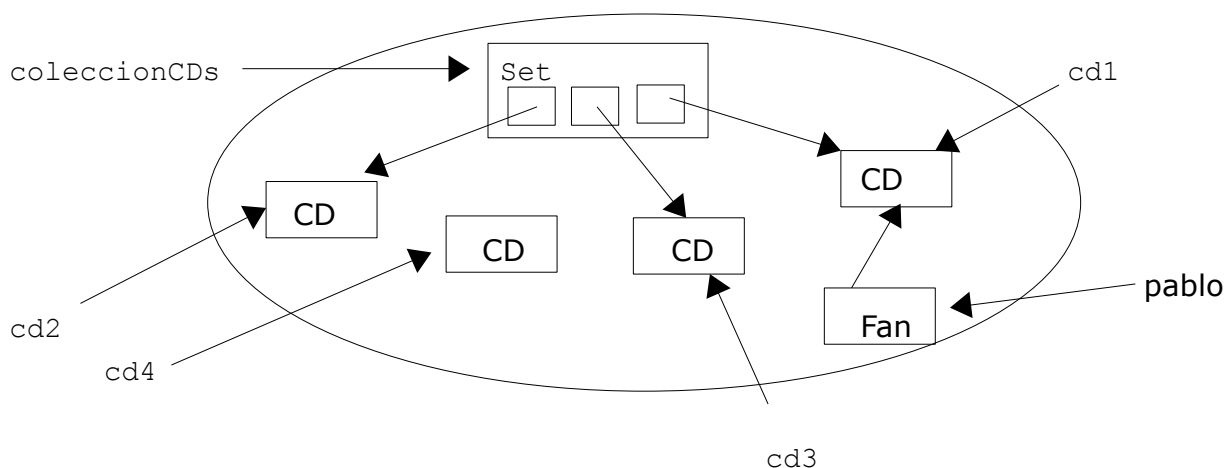 coleccionCDs
Set
cd1
CD
CD
CD
CD
pablo
Fan
cd2
cd4
cd3